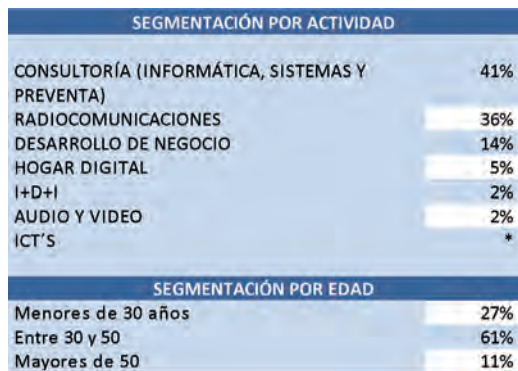 SEGMENTACIÓN POR ACTIVIDAD
CONSULTORÍA (INFORMÁTICA, SISTEMAS Y 41%
PREVENTA)
RADIOCOMUNICACIONES 36%
DESARROLLO DE NEGOCIO 14%
HOGAR DIGITAL 5%
I+D+I 2%
AUDIO Y VIDEO 2%
ICT´S *
SEGMENTACIÓN POR EDAD
Menores de 30 años 27%
Entre 30 y 50 61%
Mayores de 50 11%